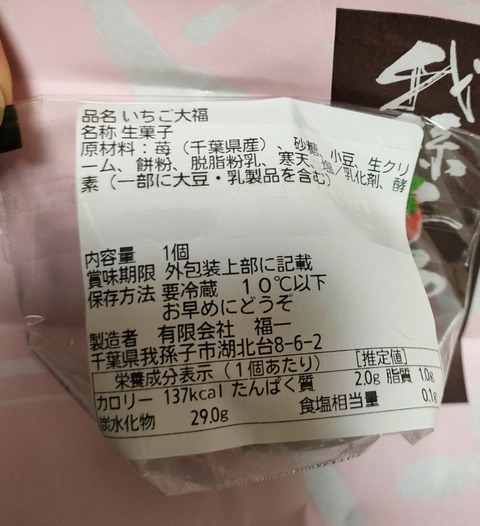 品名 いちご大福
名称 生菓子
原材料：苺（千葉県産）、砂糖、小豆、生クリ
ーム、餅粉、脱脂粉乳、寒天、塩／乳化剤、酵
素（一部に大豆・乳製品を含む）
内容量 1個
賞味期限 外包装上部に記載
保存方法 要冷蔵 10℃以下
お早めにどうぞ
製造者 有限会社 福一
千葉県我孫子市湖北台8-6-2
栄養成分表示（1個あたり） [推定値]
カロリー 137kcal たんぱく質 2.0g 脂質 1.0g
炭水化物 29.0g 食塩相当量 0.1g
我孫